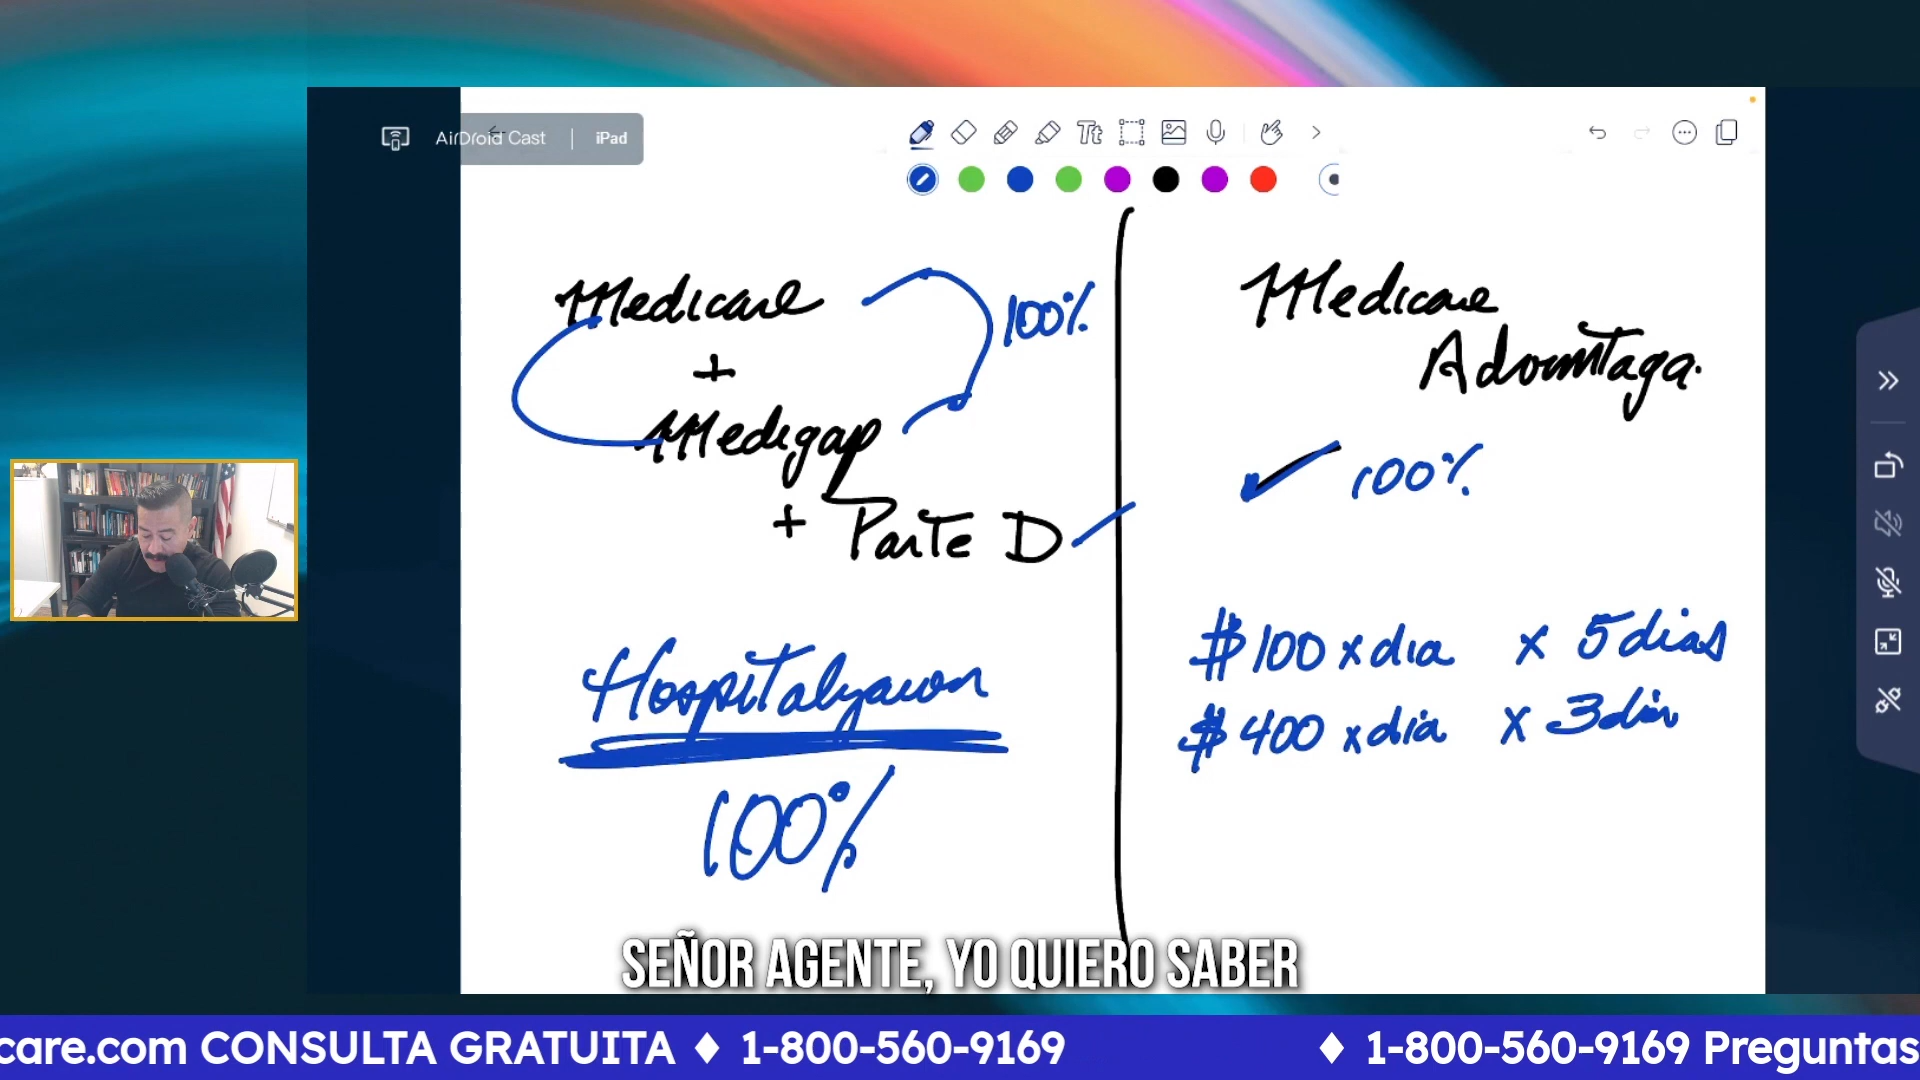 AirDroid Cast | iPad
Tt
Medicare
+
Medigap
+ Parte D
100%
Hospitalizacion
100%
Medicare
Advantage.
100%
$100 x dia x 5 dias
$400 x dia x 3 dias
SEÑOR AGENTE, YO QUIERO SABER
care.com CONSULTA GRATUITA ♦ 1-800-560-9169 ♦ 1-800-560-9169 Preguntas